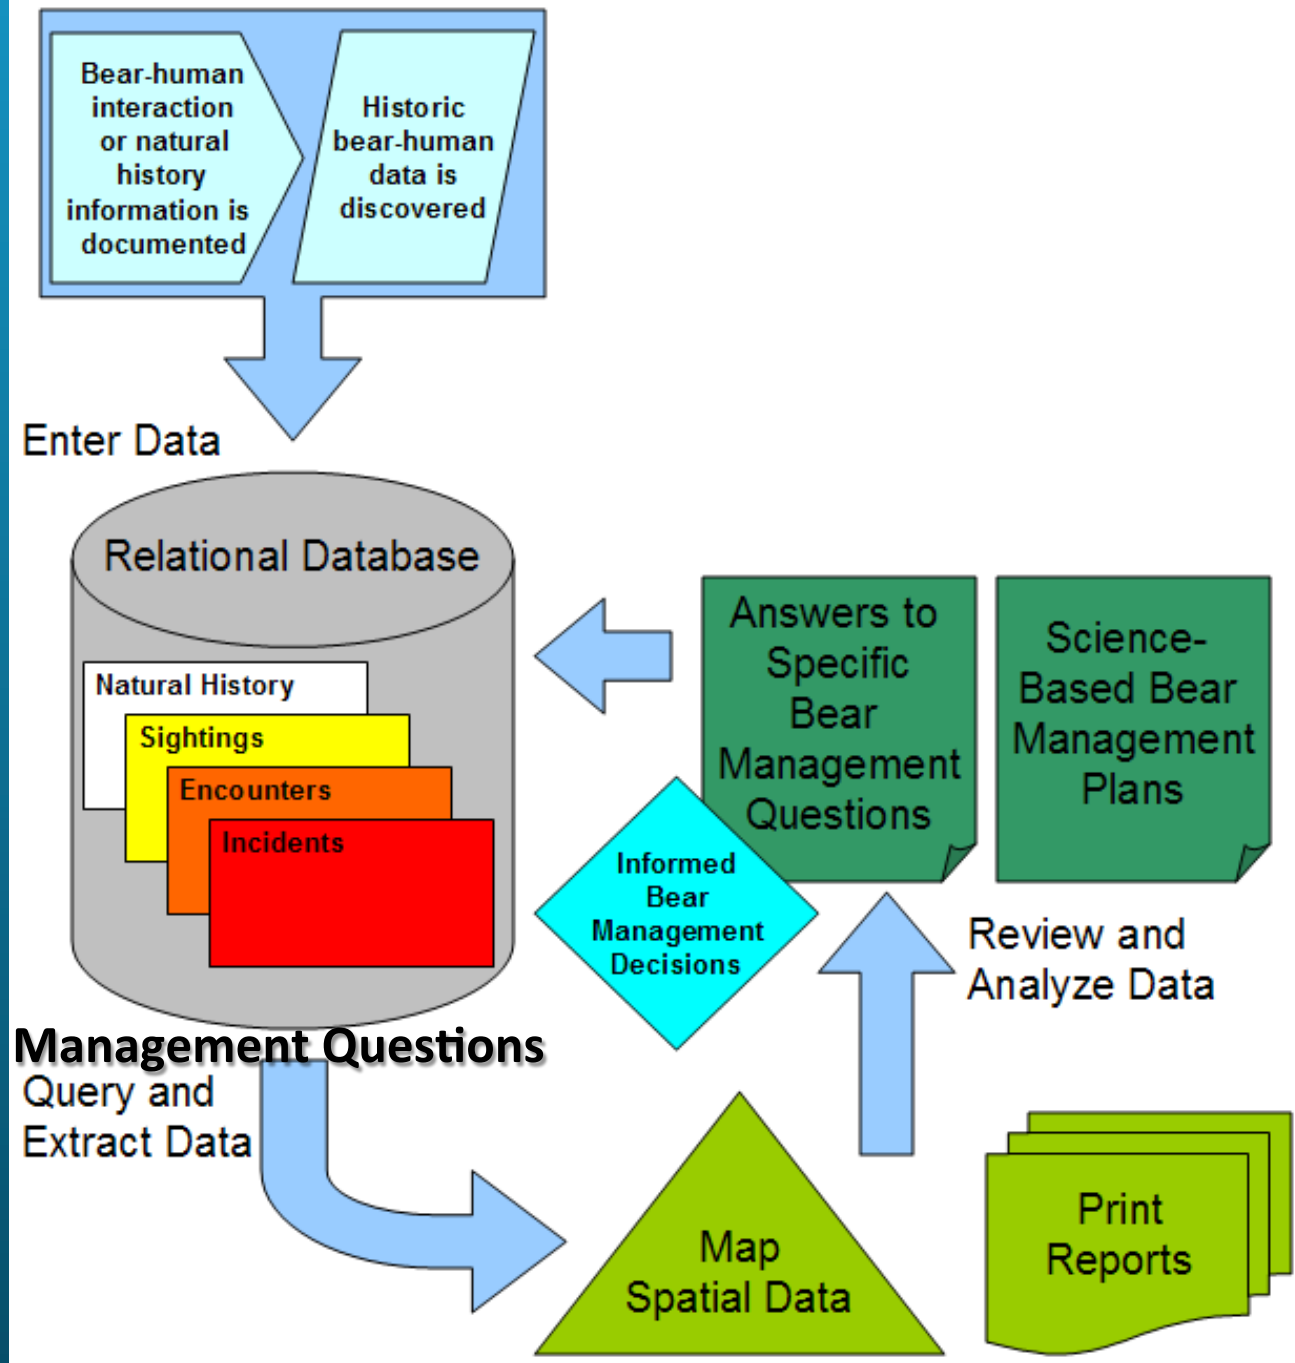 Bear-human
interaction
or natural
history
information is
documented
Historic
bear-human
data is
discovered
Enter Data
Relational Database
Natural History
Sightings
Encounters
Incidents
Answers to
Specific
Bear
Management
Questions
Science-
Based Bear
Management
Plans
Informed
Bear
Management
Decisions
Review and
Analyze Data
Management Questions
Query and
Extract Data
Map
Spatial Data
Print
Reports